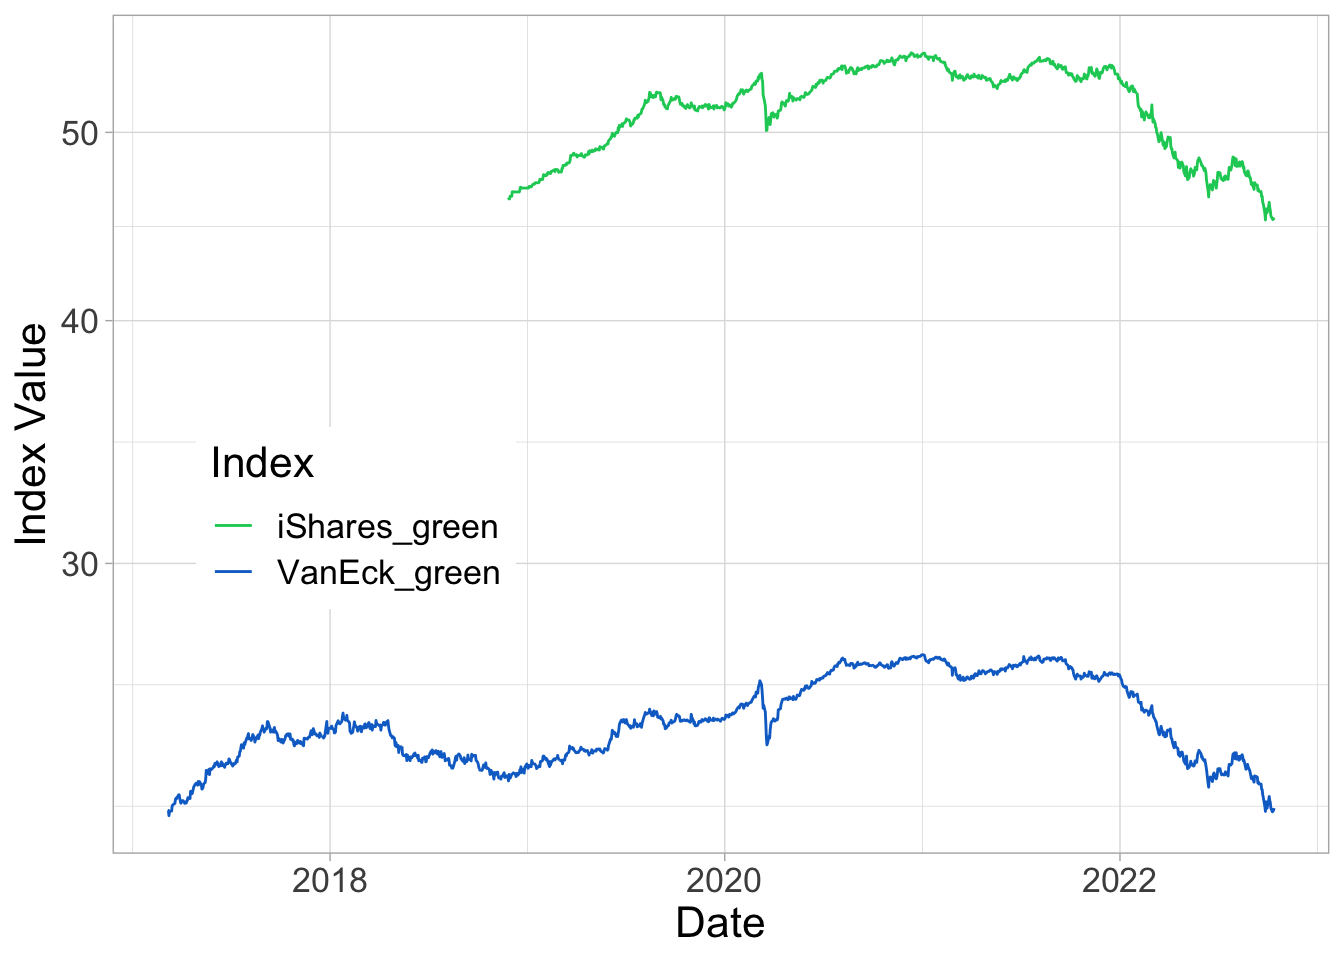 50
40
30
Index Value
Index
iShares_green
VanEck_green
2018
2020
2022
Date